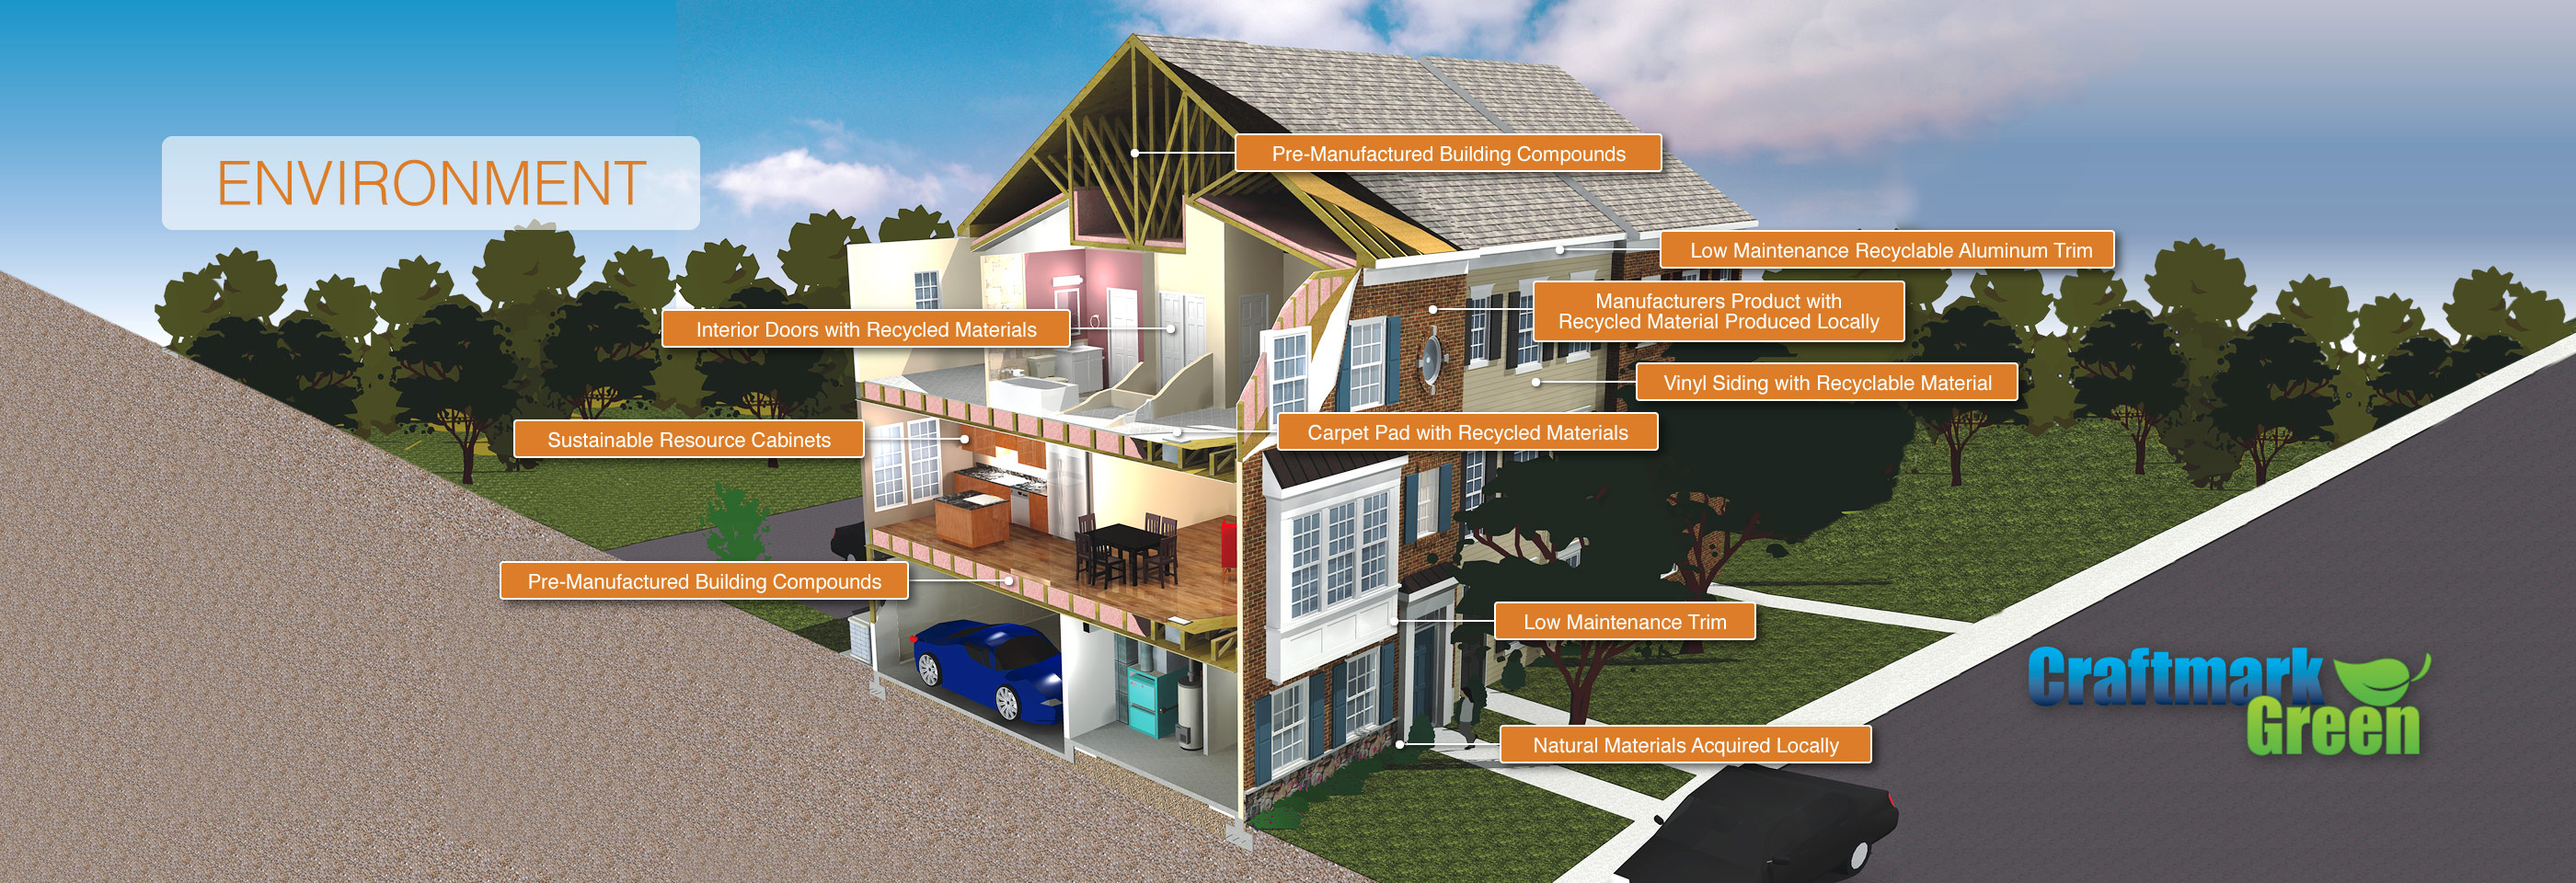 ENVIRONMENT
Pre-Manufactured Building Compounds
Low Maintenance Recyclable Aluminum Trim
Manufacturers Product with
Recycled Material Produced Locally
Interior Doors with Recycled Materials
Vinyl Siding with Recyclable Material
Carpet Pad with Recycled Materials
Sustainable Resource Cabinets
Pre-Manufactured Building Compounds
Low Maintenance Trim
Natural Materials Acquired Locally
Craftmark
Green